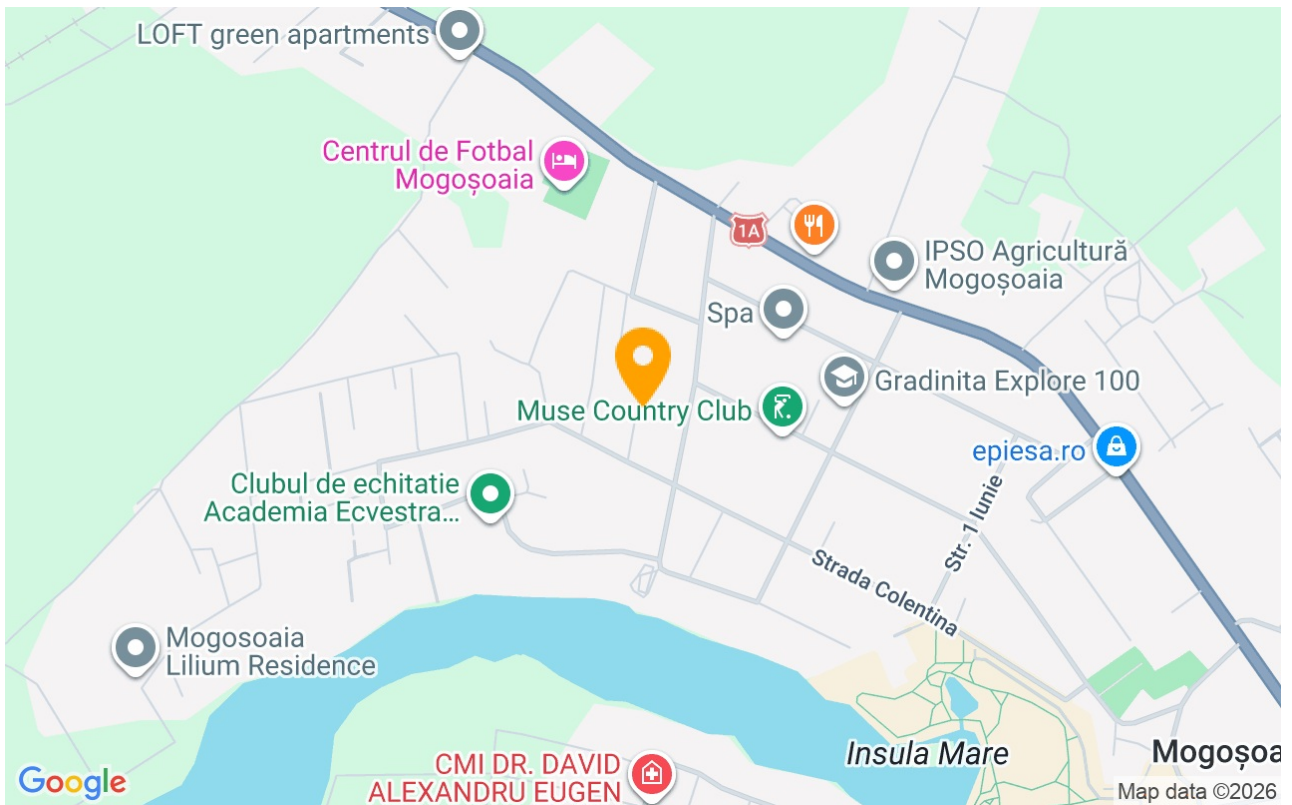 LOFT green apartments
Centrul de Fotbal
Mogoșoaia
1A
IPSO Agricultură
Mogoșoaia
Spa
Gradinita Explore 100
Muse Country Club
epiesa.ro
Clubul de echitatie
Academia Ecvestra...
Str. 1 Iunie
Strada Colentina
Mogosoaia
Lilium Residence
Insula Mare
Mogoșoa
CMI DR. DAVID
ALEXANDRU EUGEN
Google
Map data ©2026